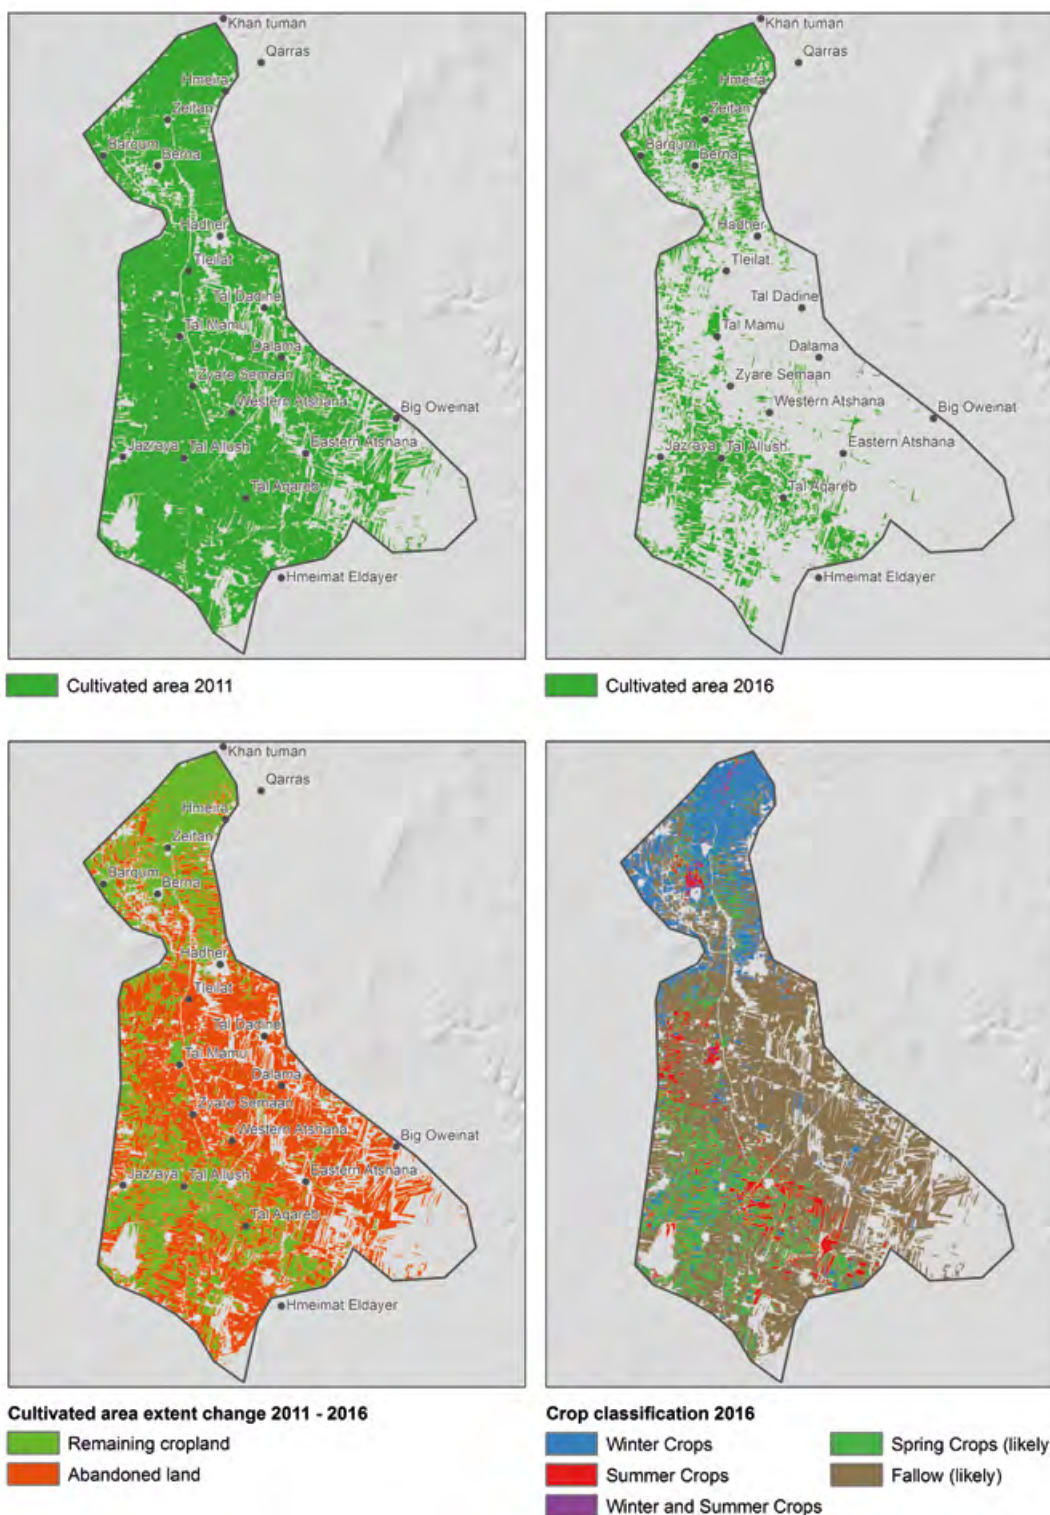 Khan tuman
Qarras
Hmeira
Zeitan
Barqum
Berna
Hadher
Tleilat
Tal Dadine
Tal Mamu
Dalama
Zyare Semaan
Western Atshana
Big Oweinat
Eastern Atshana
Jazraya
Tal Allush
Tal Aqareb
Hmeimat Eldayer
Cultivated area 2011
Khan tuman
Qarras
Hmeira
Zeitan
Barqum
Berna
Hadher
Tleilat
Tal Dadine
Tal Mamu
Dalama
Zyare Semaan
Western Atshana
Big Oweinat
Eastern Atshana
Jazraya
Tal Allush
Tal Aqareb
Hmeimat Eldayer
Cultivated area 2016
Khan tuman
Qarras
Hmeira
Zeitan
Barqum
Berna
Hadher
Tleilat
Tal Dadine
Tal Mamu
Dalama
Zyare Semaan
Western Atshana
Big Oweinat
Eastern Atshana
Jazraya
Tal Allush
Tal Aqareb
Hmeimat Eldayer
Cultivated area extent change 2011 - 2016
Remaining cropland
Abandoned land
Crop classification 2016
Winter Crops
Summer Crops
Winter and Summer Crops
Spring Crops (likely
Fallow (likely)